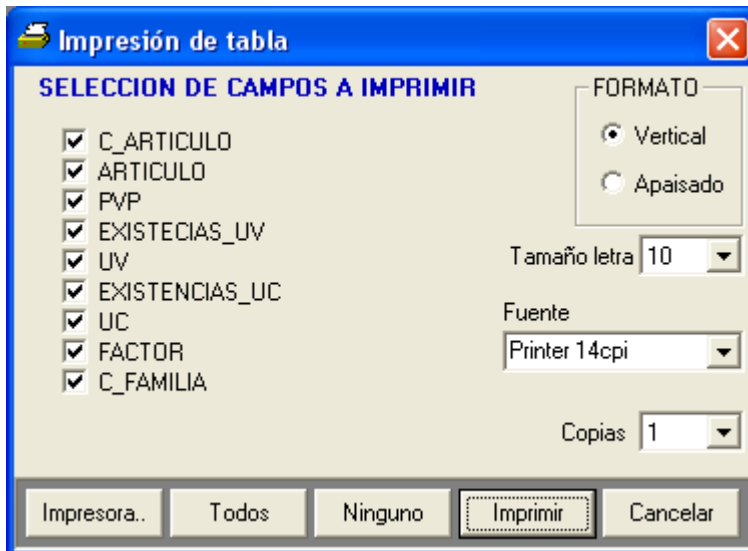 Impresión de tabla
SELECCION DE CAMPOS A IMPRIMIR
C_ARTICULO
ARTICULO
PVP
EXISTECIAS_UV
UV
EXISTENCIAS_UC
UC
FACTOR
C_FAMILIA
FORMATO
Vertical
Apaisado
Tamaño letra 10
Fuente
Printer 14cpi
Copias 1
Impresora.. Todos Ninguno Imprimir Cancelar